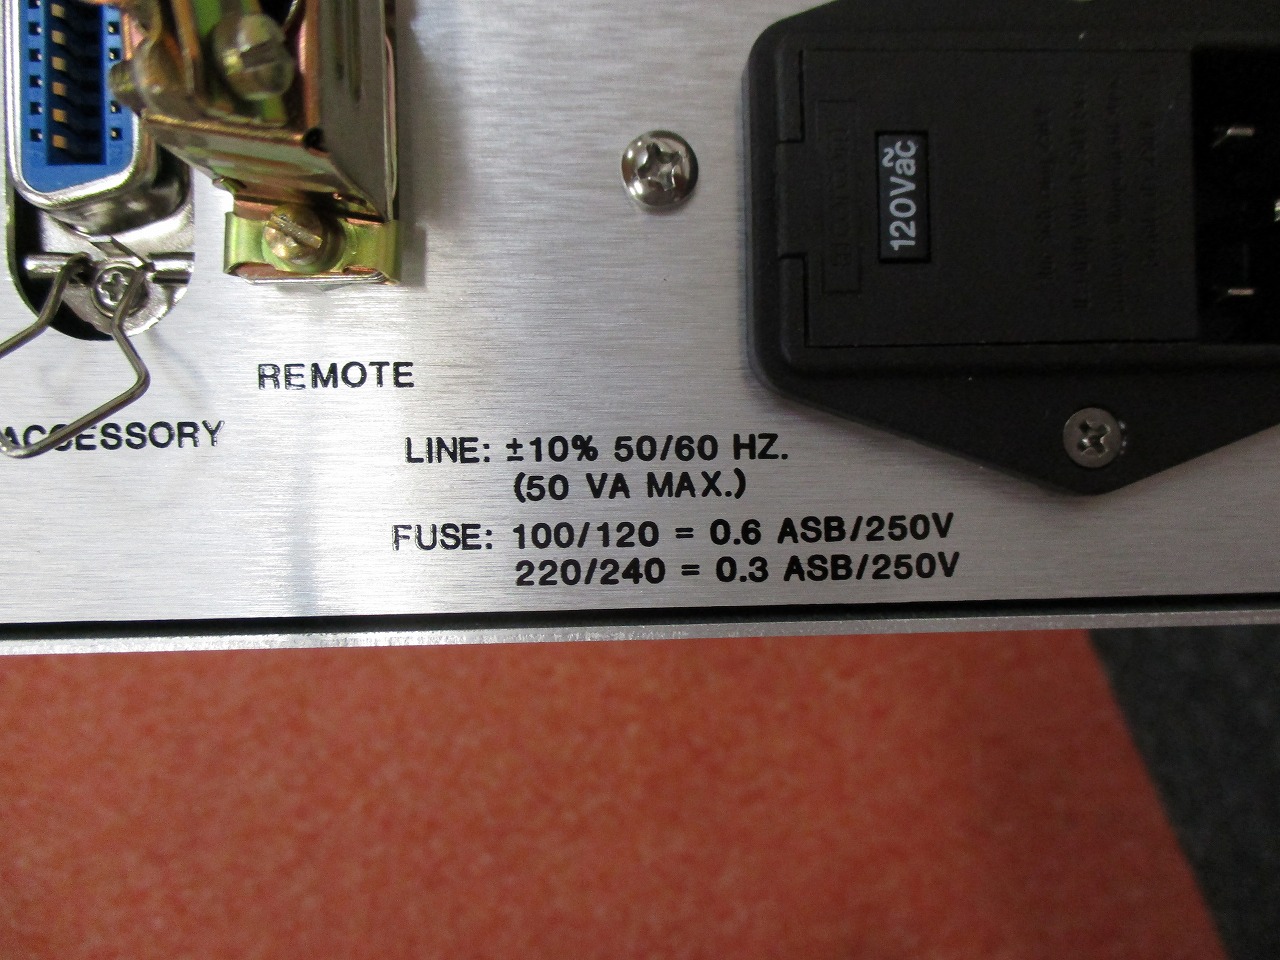 120Vac~
REMOTE
ACCESSORY
LINE: ±10% 50/60 HZ.
(50 VA MAX.)
FUSE: 100/120 = 0.6 ASB/250V
220/240 = 0.3 ASB/250V